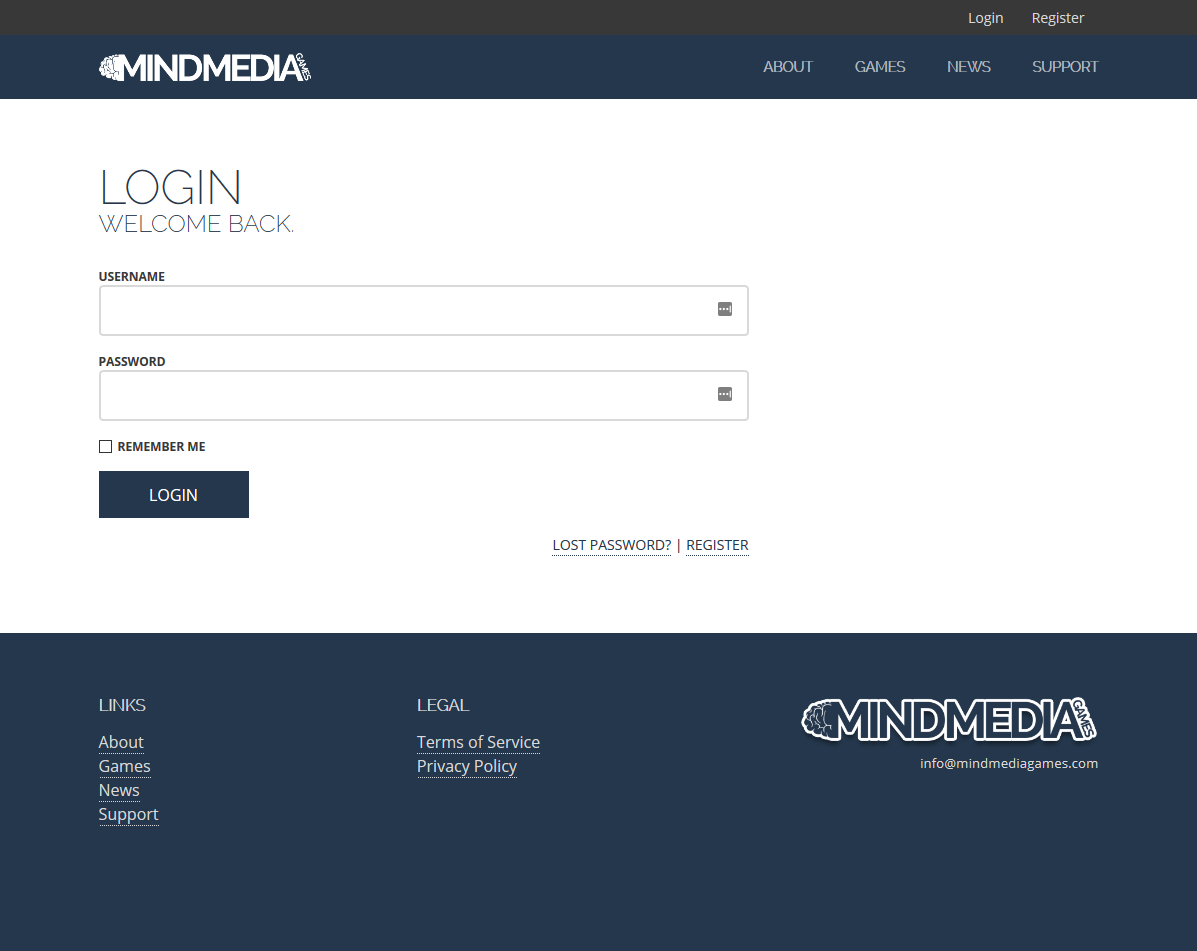 Login Register
MINDMEDIA GAMES ABOUT GAMES NEWS SUPPORT
LOGIN
WELCOME BACK.
USERNAME
PASSWORD
REMEMBER ME
LOGIN
LOST PASSWORD? | REGISTER
LINKS
About
Games
News
Support
LEGAL
Terms of Service
Privacy Policy
MINDMEDIA GAMES
info@mindmediagames.com